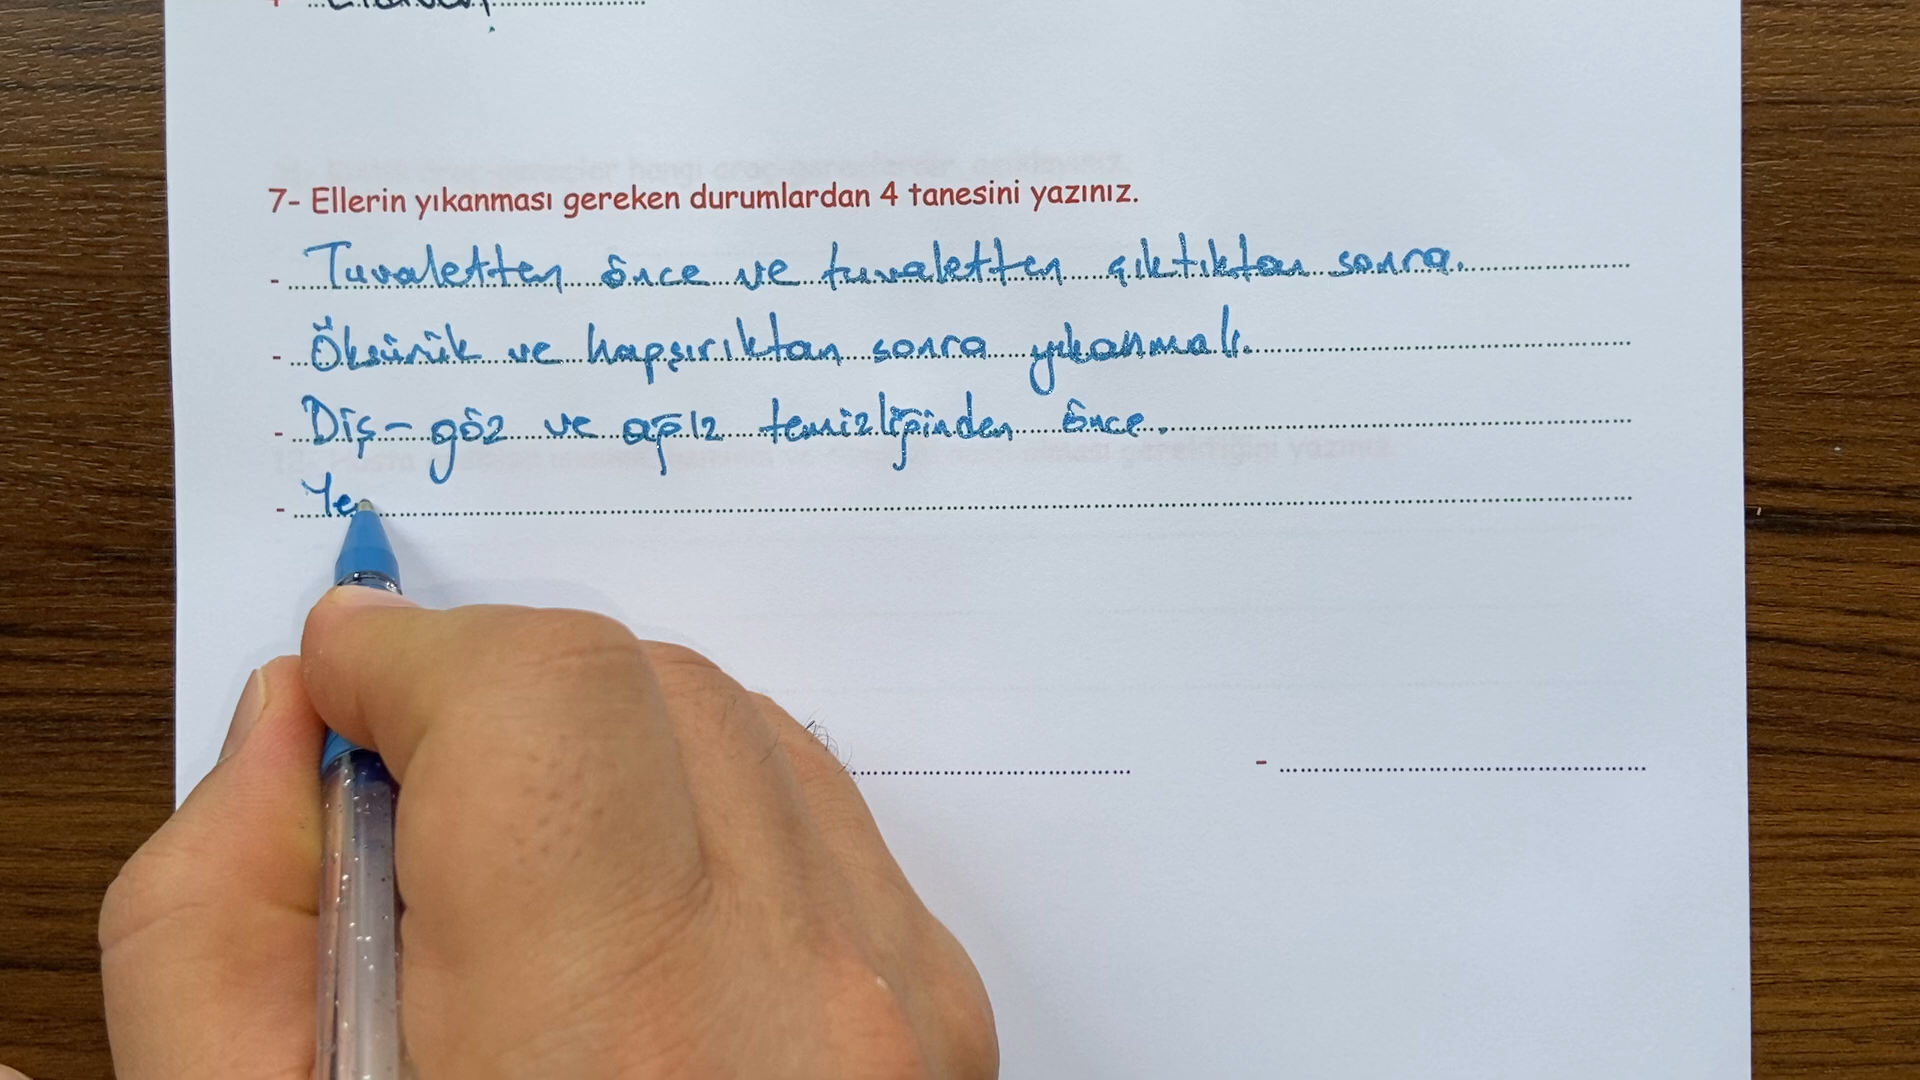 7- Ellerin yıkanması gereken durumlardan 4 tanesini yazınız.
- Tuvaletten önce ve tuvaletten çıktıktan sonra.
- Öksürük ve hapşırıktan sonra yıkanmalı.
- Diş-göz ve ağız temizliğinden önce.
- Ye
-